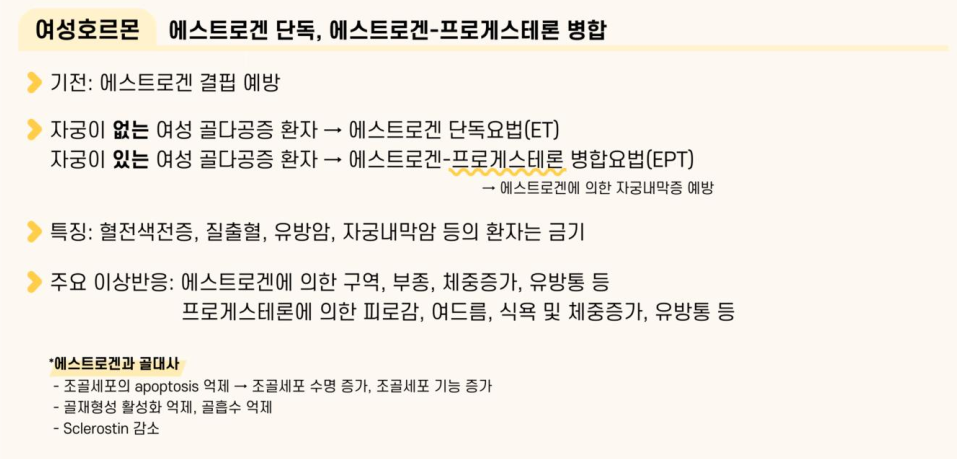 여성호르몬 에스트로겐 단독, 에스트로겐-프로게스테론 병합
기전: 에스트로겐 결핍 예방
자궁이 없는 여성 골다공증 환자 → 에스트로겐 단독요법(ET)
자궁이 있는 여성 골다공증 환자 → 에스트로겐-프로게스테론 병합요법(EPT)
→ 에스트로겐에 의한 자궁내막증 예방
특징: 혈전색전증, 질출혈, 유방암, 자궁내막암 등의 환자는 금기
주요 이상반응: 에스트로겐에 의한 구역, 부종, 체중증가, 유방통 등
프로게스테론에 의한 피로감, 여드름, 식욕 및 체중증가, 유방통 등
*에스트로겐과 골대사
- 조골세포의 apoptosis 억제 → 조골세포 수명 증가, 조골세포 기능 증가
- 골재형성 활성화 억제, 골흡수 억제
- Sclerostin 감소